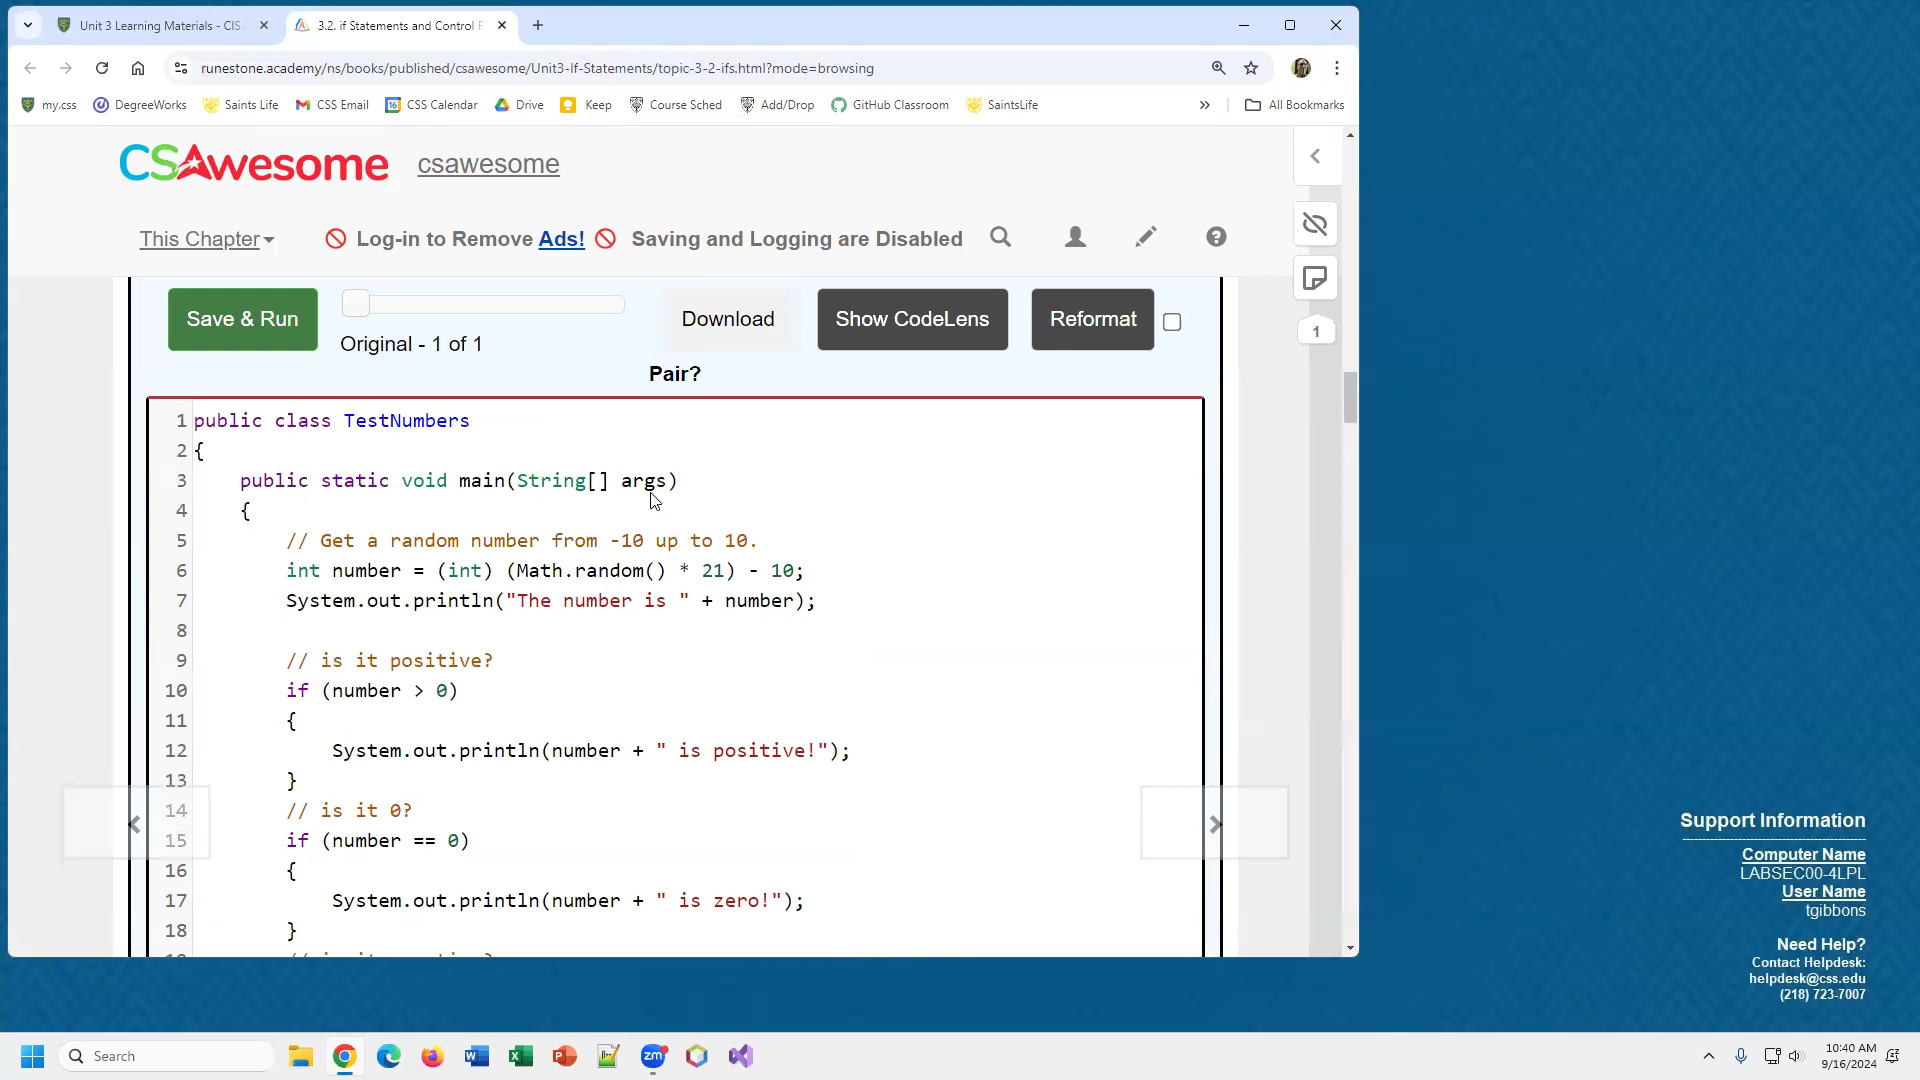 Unit 3 Learning Materials - CIS
3.2. if Statements and Control F
runestone.academy/ns/books/published/csawesome/Unit3-If-Statements/topic-3-2-ifs.html?mode=browsing
my.css
DegreeWorks
Saints Life
CSS Email
16
CSS Calendar
Drive
Keep
Course Sched
Add/Drop
GitHub Classroom
SaintsLife
»
All Bookmarks
CSAwesome
csawesome
This Chapter
Log-in to Remove Ads!
Saving and Logging are Disabled
Save & Run
Original - 1 of 1
Download
Show CodeLens
Reformat
Pair?
1
1 public class TestNumbers
2 {
3 public static void main(String[] args)
4 {
5 // Get a random number from -10 up to 10.
6 int number = (int) (Math.random() * 21) - 10;
7 System.out.println("The number is " + number);
8
9 // is it positive?
10 if (number > 0)
11 {
12 System.out.println(number + " is positive!");
13 }
14 // is it 0?
15 if (number == 0)
16 {
17 System.out.println(number + " is zero!");
18 }
Support Information
Computer Name
LABSEC00-4LPL
User Name
tgibbons
Need Help?
Contact Helpdesk:
helpdesk@css.edu
(218) 723-7007
Search
zm
10:40 AM
9/16/2024